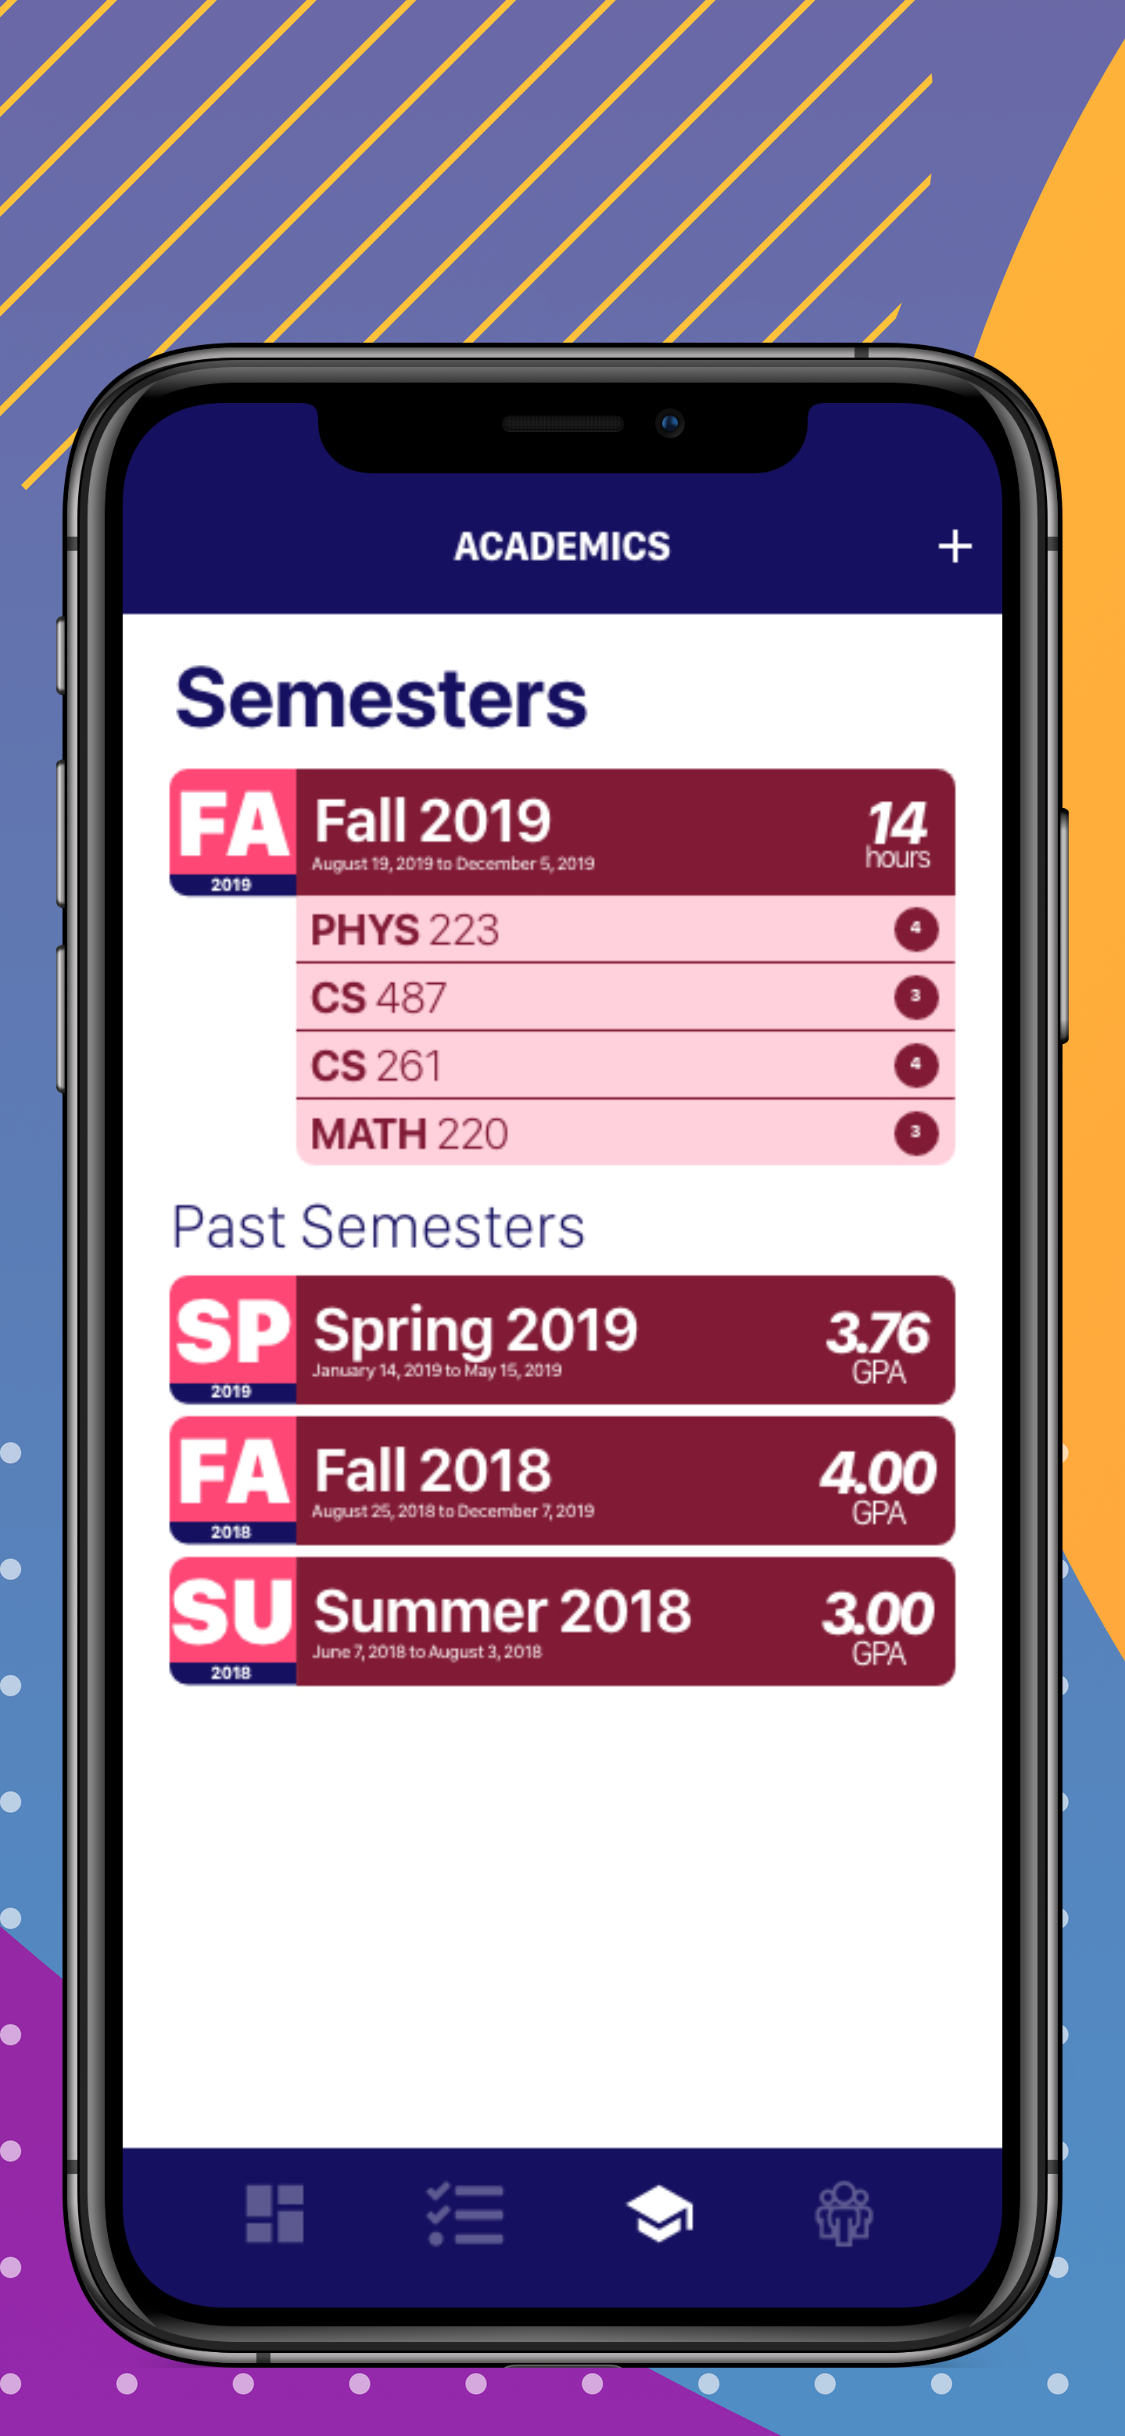 ACADEMICS +
Semesters
FA
2019
Fall 2019
August 19, 2019 to December 5, 2019
14
hours
PHYS 223 4
CS 487 3
CS 261 4
MATH 220 3
Past Semesters
SP
2019
Spring 2019
January 14, 2019 to May 15, 2019
3.76
GPA
FA
2018
Fall 2018
August 25, 2018 to December 7, 2019
4.00
GPA
SU
2018
Summer 2018
June 7, 2018 to August 3, 2018
3.00
GPA